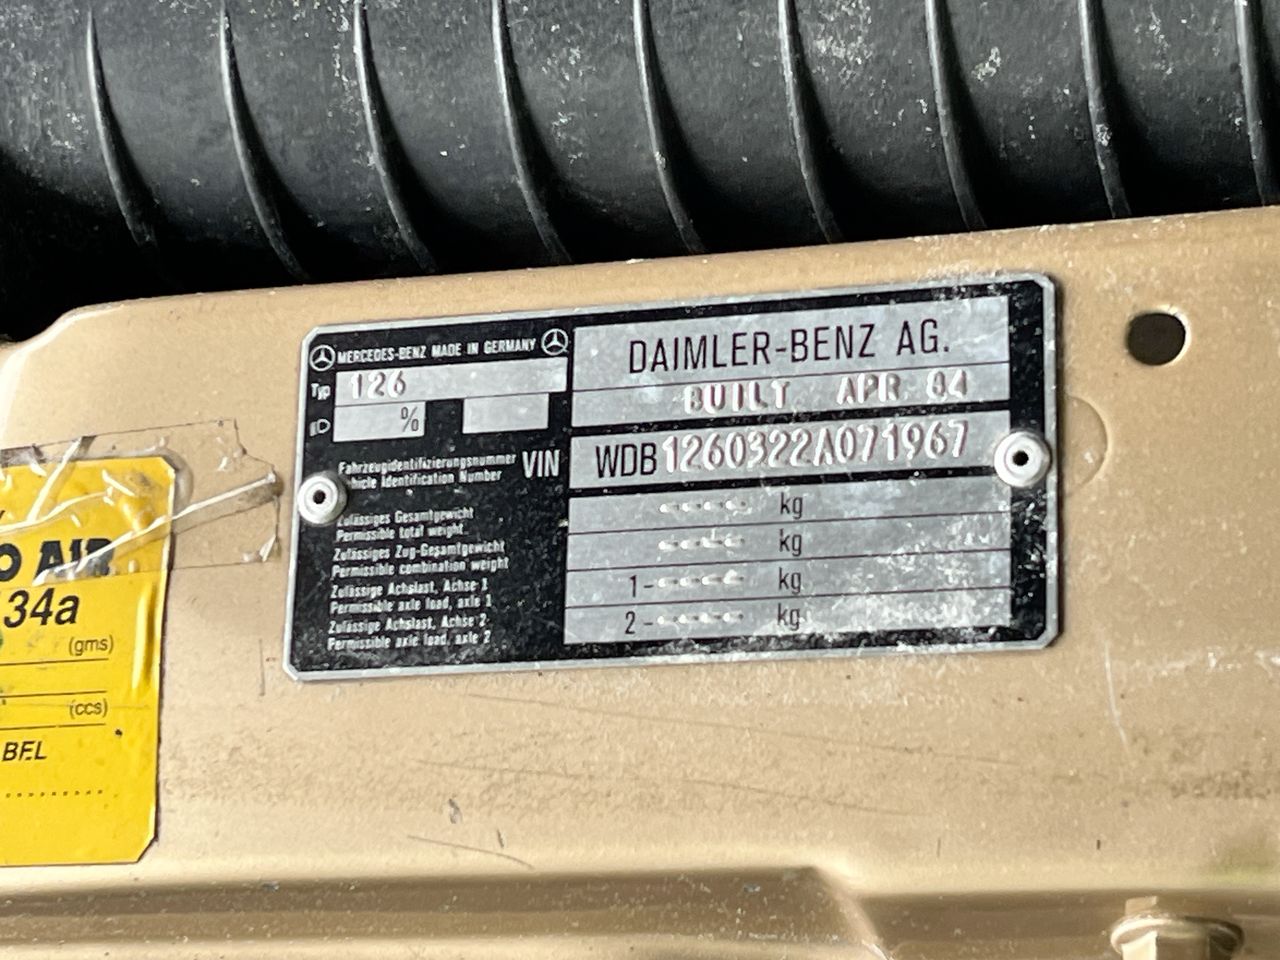 MERCEDES-BENZ MADE IN GERMANY
Typ 126
%
DAIMLER-BENZ AG.
BUILT APR 84
Fahrzeugidentifizierungsnummer
Vehicle Identification Number
VIN
WDB1260322A071967
Zulässiges Gesamtgewicht
Permissible total weight
kg
Zulässiges Zug-Gesamtgewicht
Permissible combination weight
kg
Zulässige Achslast, Achse 1
Permissible axle load, axle 1
1- kg
Zulässige Achslast, Achse 2
Permissible axle load, axle 2
2- kg
O AIR
134a
(gms)
(ccs)
BEL